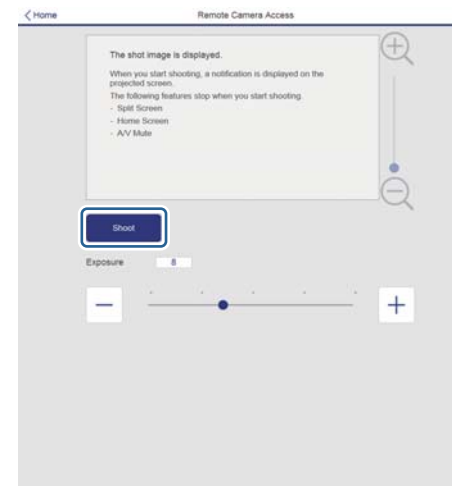 Home
Remote Camera Access
The shot image is displayed.
When you start shooting, a notification is displayed on the
projected screen.
The following features stop when you start shooting.
- Split Screen
- Home Screen
- A/V Mute
Shoot
Exposure 8